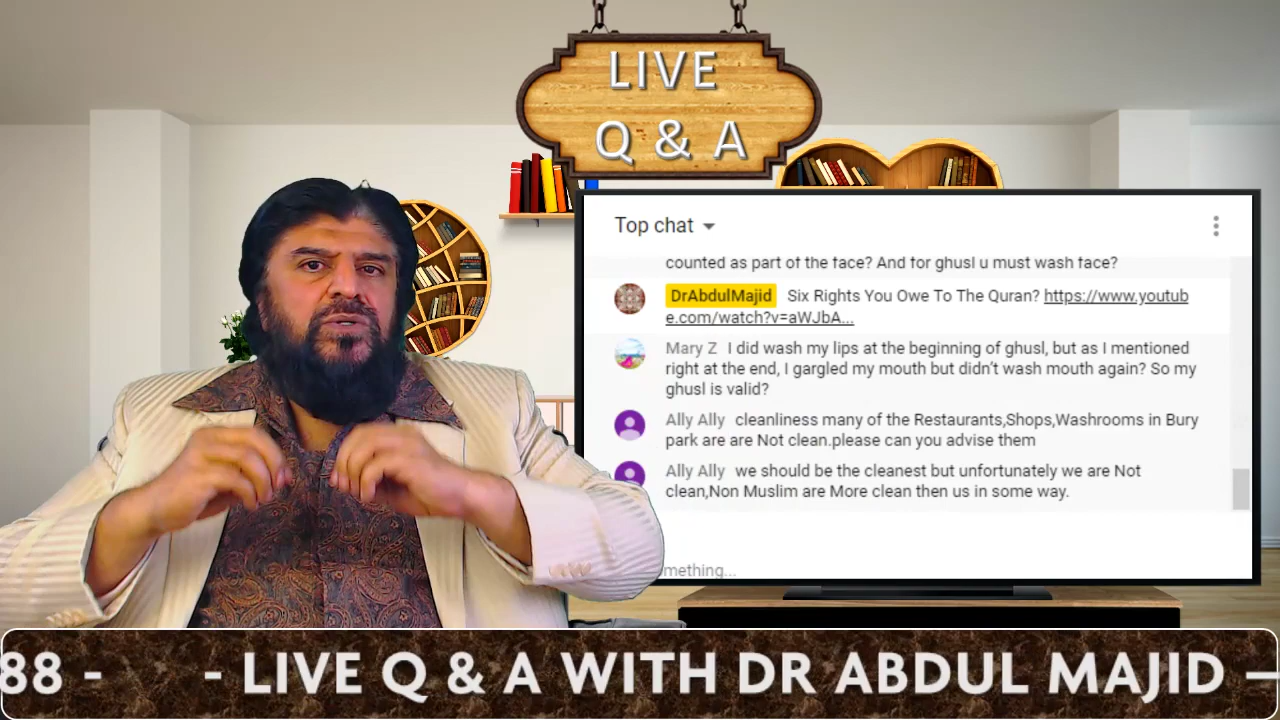 LIVE
Q & A
Top chat
counted as part of the face? And for ghusl u must wash face?
DrAbdulMajid Six Rights You Owe To The Quran? https://www.youtub
e.com/watch?v=aWJbA...
Mary Z I did wash my lips at the beginning of ghusl, but as I mentioned
right at the end, I gargled my mouth but didn't wash mouth again? So my
ghusl is valid?
Ally Ally cleanliness many of the Restaurants,Shops,Washrooms in Bury
park are are Not clean.please can you advise them
Ally Ally we should be the cleanest but unfortunately we are Not
clean,Non Muslim are More clean then us in some way.
mething...
88 - - LIVE Q & A WITH DR ABDUL MAJID –